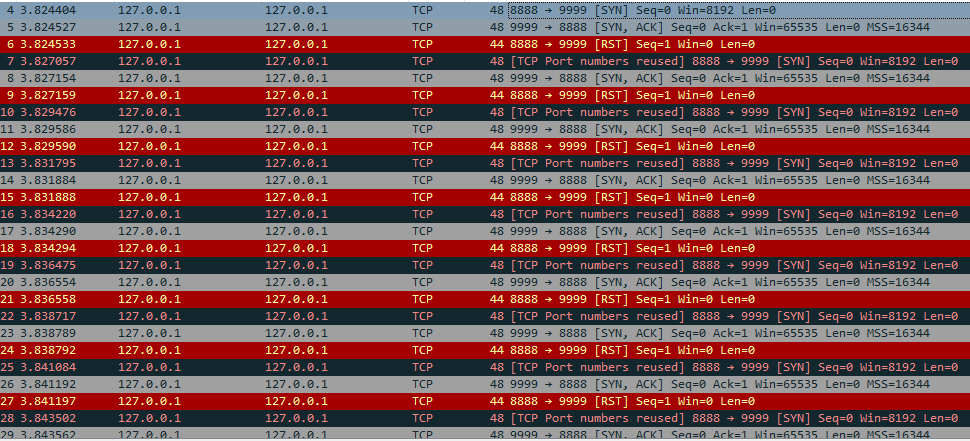 4 3.824404 127.0.0.1 127.0.0.1 TCP 48 8888 → 9999 [SYN] Seq=0 Win=8192 Len=0
5 3.824527 127.0.0.1 127.0.0.1 TCP 48 9999 → 8888 [SYN, ACK] Seq=0 Ack=1 Win=65535 Len=0 MSS=16344
6 3.824533 127.0.0.1 127.0.0.1 TCP 44 8888 → 9999 [RST] Seq=1 Win=0 Len=0
7 3.827057 127.0.0.1 127.0.0.1 TCP 48 [TCP Port numbers reused] 8888 → 9999 [SYN] Seq=0 Win=8192 Len=0
8 3.827154 127.0.0.1 127.0.0.1 TCP 48 9999 → 8888 [SYN, ACK] Seq=0 Ack=1 Win=65535 Len=0 MSS=16344
9 3.827159 127.0.0.1 127.0.0.1 TCP 44 8888 → 9999 [RST] Seq=1 Win=0 Len=0
10 3.829476 127.0.0.1 127.0.0.1 TCP 48 [TCP Port numbers reused] 8888 → 9999 [SYN] Seq=0 Win=8192 Len=0
11 3.829586 127.0.0.1 127.0.0.1 TCP 48 9999 → 8888 [SYN, ACK] Seq=0 Ack=1 Win=65535 Len=0 MSS=16344
12 3.829590 127.0.0.1 127.0.0.1 TCP 44 8888 → 9999 [RST] Seq=1 Win=0 Len=0
13 3.831795 127.0.0.1 127.0.0.1 TCP 48 [TCP Port numbers reused] 8888 → 9999 [SYN] Seq=0 Win=8192 Len=0
14 3.831884 127.0.0.1 127.0.0.1 TCP 48 9999 → 8888 [SYN, ACK] Seq=0 Ack=1 Win=65535 Len=0 MSS=16344
15 3.831888 127.0.0.1 127.0.0.1 TCP 44 8888 → 9999 [RST] Seq=1 Win=0 Len=0
16 3.834220 127.0.0.1 127.0.0.1 TCP 48 [TCP Port numbers reused] 8888 → 9999 [SYN] Seq=0 Win=8192 Len=0
17 3.834290 127.0.0.1 127.0.0.1 TCP 48 9999 → 8888 [SYN, ACK] Seq=0 Ack=1 Win=65535 Len=0 MSS=16344
18 3.834294 127.0.0.1 127.0.0.1 TCP 44 8888 → 9999 [RST] Seq=1 Win=0 Len=0
19 3.836475 127.0.0.1 127.0.0.1 TCP 48 [TCP Port numbers reused] 8888 → 9999 [SYN] Seq=0 Win=8192 Len=0
20 3.836554 127.0.0.1 127.0.0.1 TCP 48 9999 → 8888 [SYN, ACK] Seq=0 Ack=1 Win=65535 Len=0 MSS=16344
21 3.836558 127.0.0.1 127.0.0.1 TCP 44 8888 → 9999 [RST] Seq=1 Win=0 Len=0
22 3.838717 127.0.0.1 127.0.0.1 TCP 48 [TCP Port numbers reused] 8888 → 9999 [SYN] Seq=0 Win=8192 Len=0
23 3.838789 127.0.0.1 127.0.0.1 TCP 48 9999 → 8888 [SYN, ACK] Seq=0 Ack=1 Win=65535 Len=0 MSS=16344
24 3.838792 127.0.0.1 127.0.0.1 TCP 44 8888 → 9999 [RST] Seq=1 Win=0 Len=0
25 3.841084 127.0.0.1 127.0.0.1 TCP 48 [TCP Port numbers reused] 8888 → 9999 [SYN] Seq=0 Win=8192 Len=0
26 3.841192 127.0.0.1 127.0.0.1 TCP 48 9999 → 8888 [SYN, ACK] Seq=0 Ack=1 Win=65535 Len=0 MSS=16344
27 3.841197 127.0.0.1 127.0.0.1 TCP 44 8888 → 9999 [RST] Seq=1 Win=0 Len=0
28 3.843502 127.0.0.1 127.0.0.1 TCP 48 [TCP Port numbers reused] 8888 → 9999 [SYN] Seq=0 Win=8192 Len=0
29 3.843562 127.0.0.1 127.0.0.1 TCP 48 9999 → 8888 [SYN, ACK] Seq=0 Ack=1 Win=65535 Len=0 MSS=16344